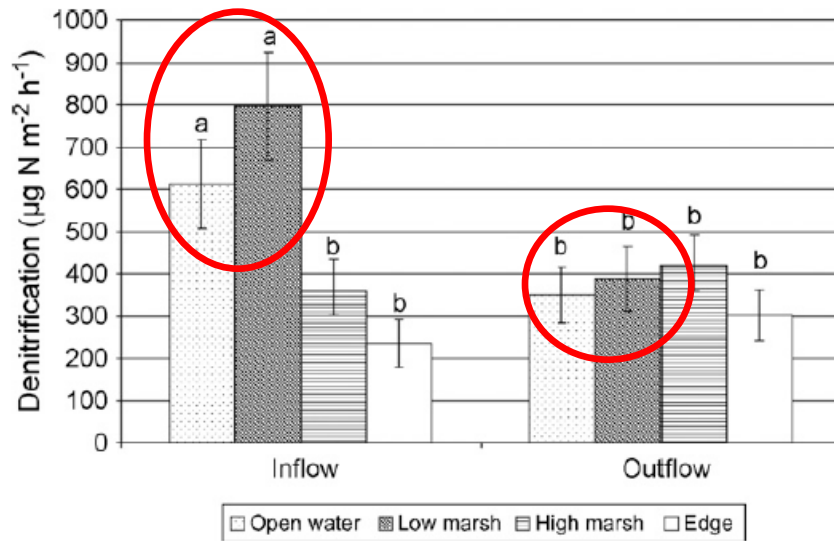 1000
900
800
700
600
500
400
300
200
100
0
Denitrification (µg N m⁻² h⁻¹)
a
a
b
b
b
b
b
b
Inflow
Outflow
Open water Low marsh High marsh Edge